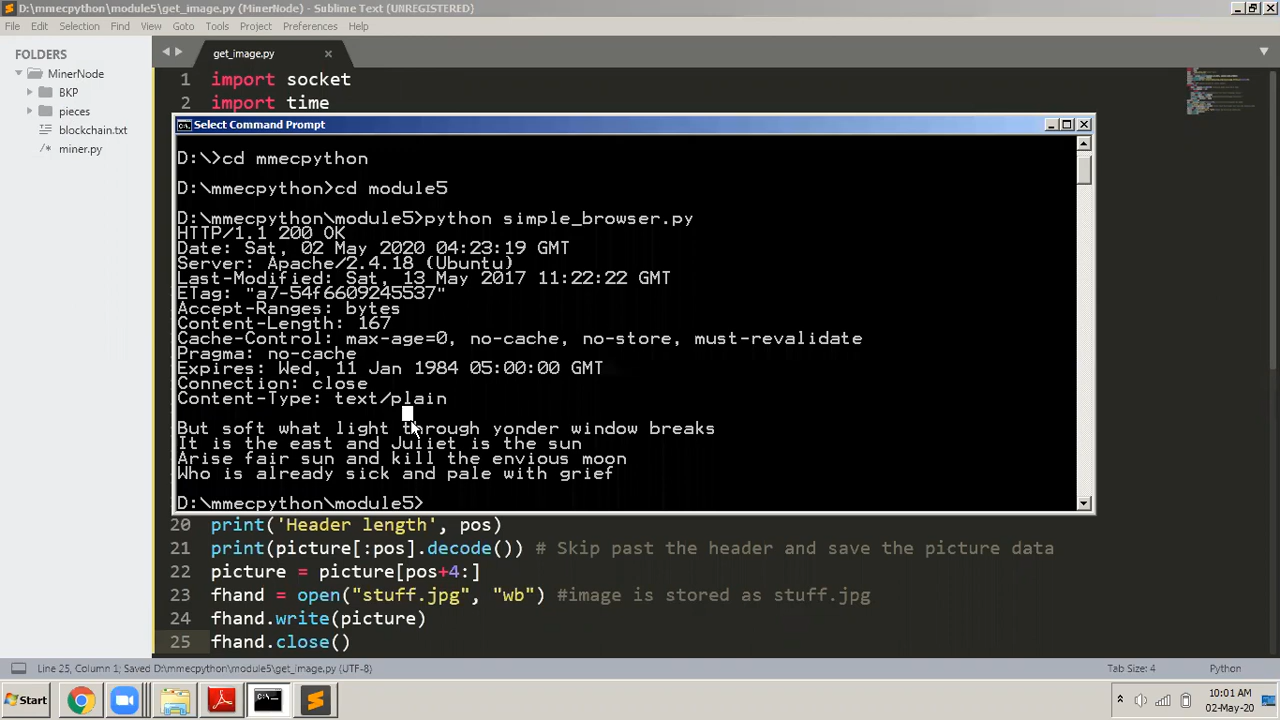 D:\mmecpython\module5\get_image.py (MinerNode) - Sublime Text (UNREGISTERED)
File Edit Selection Find View Goto Tools Project Preferences Help
FOLDERS
MinerNode
BKP
pieces
blockchain.txt
miner.py
get_image.py
1 import socket
2 import time
Select Command Prompt
D:\>cd mmecpython
D:\mmecpython>cd module5
D:\mmecpython\module5>python simple_browser.py
HTTP/1.1 200 OK
Date: Sat, 02 May 2020 04:23:19 GMT
Server: Apache/2.4.18 (Ubuntu)
Last-Modified: Sat, 13 May 2017 11:22:22 GMT
ETag: "a7-54f6609245537"
Accept-Ranges: bytes
Content-Length: 167
Cache-Control: max-age=0, no-cache, no-store, must-revalidate
Pragma: no-cache
Expires: Wed, 11 Jan 1984 05:00:00 GMT
Connection: close
Content-Type: text/plain
But soft what light through yonder window breaks
It is the east and Juliet is the sun
Arise fair sun and kill the envious moon
Who is already sick and pale with grief
D:\mmecpython\module5>
20 print('Header length', pos)
21 print(picture[:pos].decode()) # Skip past the header and save the picture data
22 picture = picture[pos+4:]
23 fhand = open("stuff.jpg", "wb") #image is stored as stuff.jpg
24 fhand.write(picture)
25 fhand.close()
Line 25, Column 1; Saved D:\mmecpython\module5\get_image.py (UTF-8)
Tab Size: 4
Python
Start
10:01 AM
02-May-20